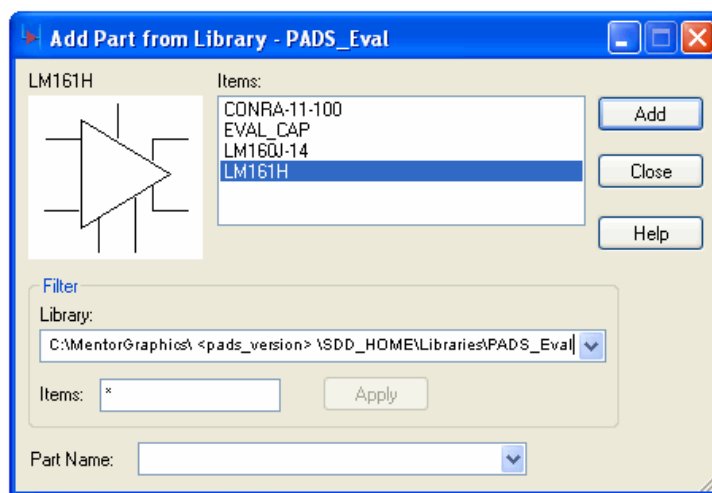 Add Part from Library - PADS_Eval
LM161H
Items:
CONRA-11-100
EVAL_CAP
LM160J-14
LM161H
Add
Close
Help
Filter
Library:
C:\MentorGraphics\ <pads_version> \SDD_HOME\Libraries\PADS_Eval
Items:
*
Apply
Part Name: